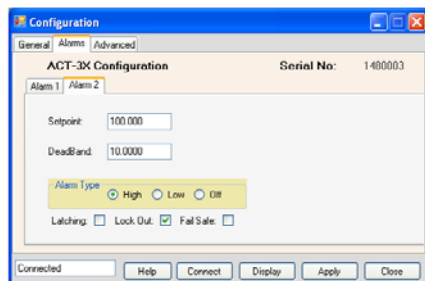 Configuration
General Alarms Advanced
ACT-3X Configuration Serial No: 1480003
Alarm 1 Alarm 2
Setpoint: 100.000
DeadBand: 10.0000
Alarm Type
High Low Off
Latching: Lock Out: Fail Safe:
Connected Help Connect Display Apply Close